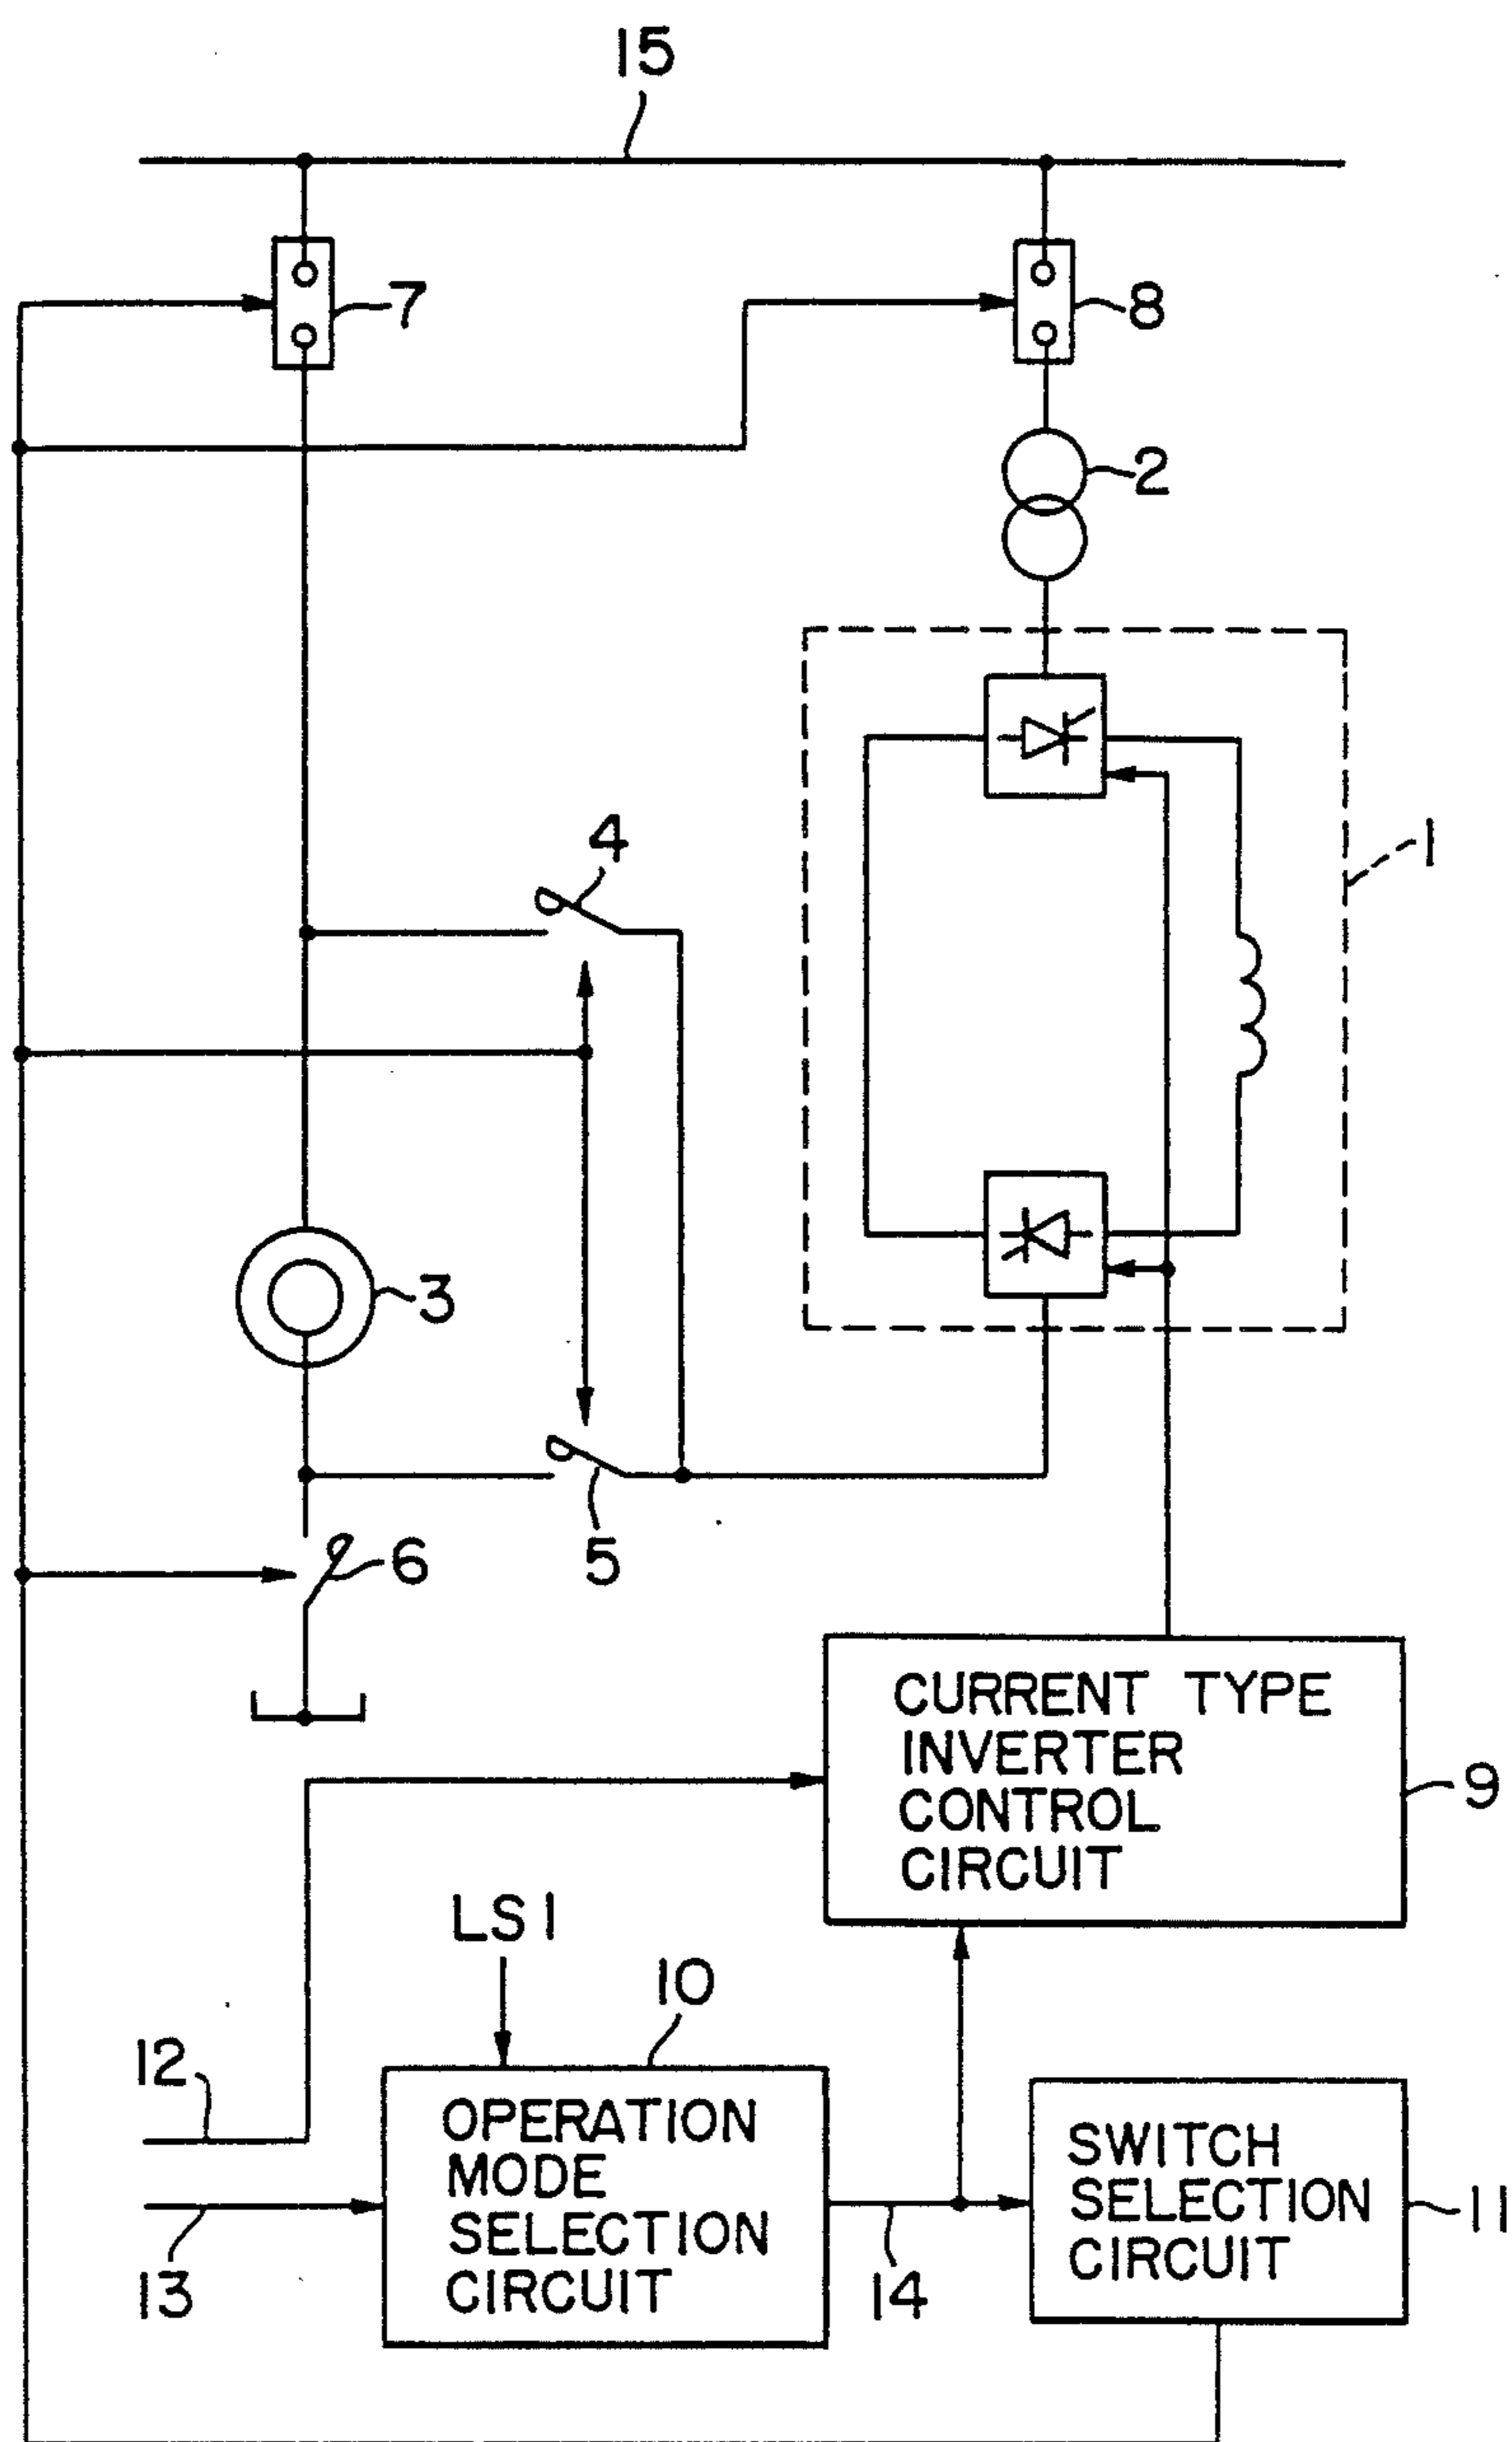 15
7
8
2
4
1
3
5
6
CURRENT TYPE
INVERTER
CONTROL
CIRCUIT
9
LS1
10
12
OPERATION
MODE
SELECTION
CIRCUIT
SWITCH
SELECTION
CIRCUIT
11
13
14